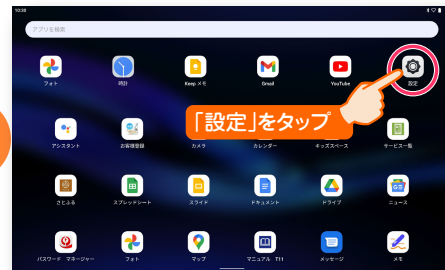 10:30
アプリを検索
フォト
時計
Keep メモ
Gmail
YouTube
設定
「設定」をタップ
アシスタント
お客様登録
カメラ
カレンダー
キッズスペース
サービス一覧
さとふる
スプレッドシート
スライド
ドキュメント
ドライブ
ニュース
パスワード マネージャー
フォト
マップ
マニュアル T11
メッセージ
メモ